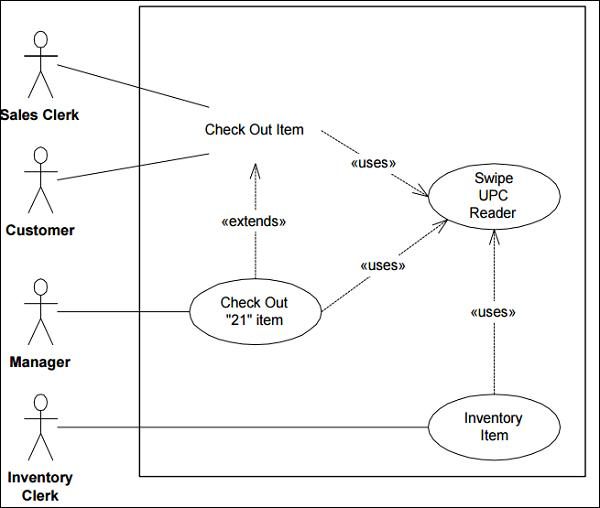 Sales Clerk
Check Out Item
«uses»
Swipe
UPC
Reader
Customer
«extends»
«uses»
Check Out
"21" item
«uses»
Manager
Inventory
Item
Inventory
Clerk